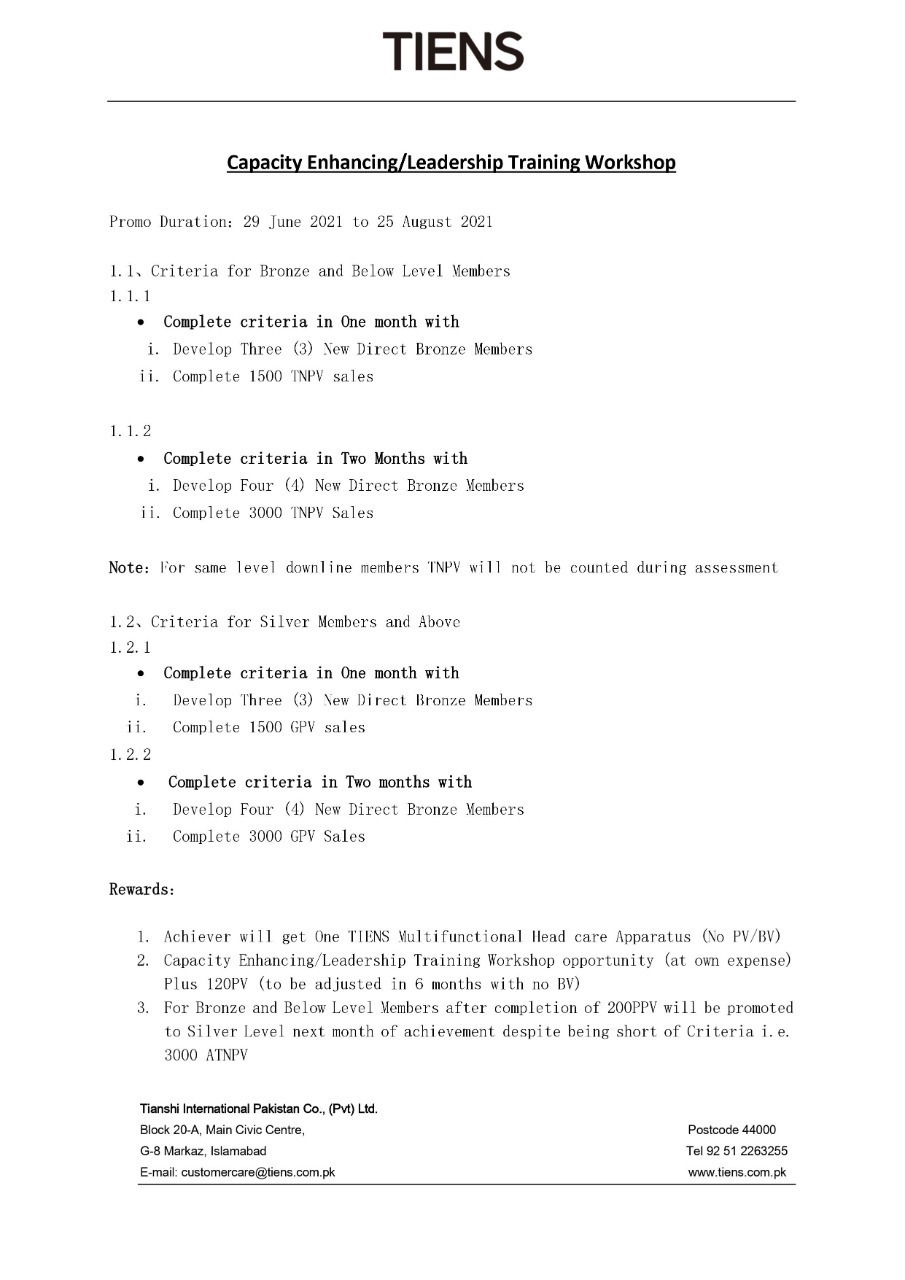 TIENS
Capacity Enhancing/Leadership Training Workshop
Promo Duration: 29 June 2021 to 25 August 2021
1.1、Criteria for Bronze and Below Level Members
1.1.1
• Complete criteria in One month with
i. Develop Three (3) New Direct Bronze Members
ii. Complete 1500 TNPV sales
1.1.2
• Complete criteria in Two Months with
i. Develop Four (4) New Direct Bronze Members
ii. Complete 3000 TNPV Sales
Note: For same level downline members TNPV will not be counted during assessment
1.2、Criteria for Silver Members and Above
1.2.1
• Complete criteria in One month with
i. Develop Three (3) New Direct Bronze Members
ii. Complete 1500 GPV sales
1.2.2
• Complete criteria in Two months with
i. Develop Four (4) New Direct Bronze Members
ii. Complete 3000 GPV Sales
Rewards:
1. Achiever will get One TIENS Multifunctional Head care Apparatus (No PV/BV)
2. Capacity Enhancing/Leadership Training Workshop opportunity (at own expense)
Plus 120PV (to be adjusted in 6 months with no BV)
3. For Bronze and Below Level Members after completion of 200PPV will be promoted
to Silver Level next month of achievement despite being short of Criteria i.e.
3000 ATNPV
Tianshi International Pakistan Co., (Pvt) Ltd.
Block 20-A, Main Civic Centre, Postcode 44000
G-8 Markaz, Islamabad Tel 92 51 2263255
E-mail: customercare@tiens.com.pk www.tiens.com.pk